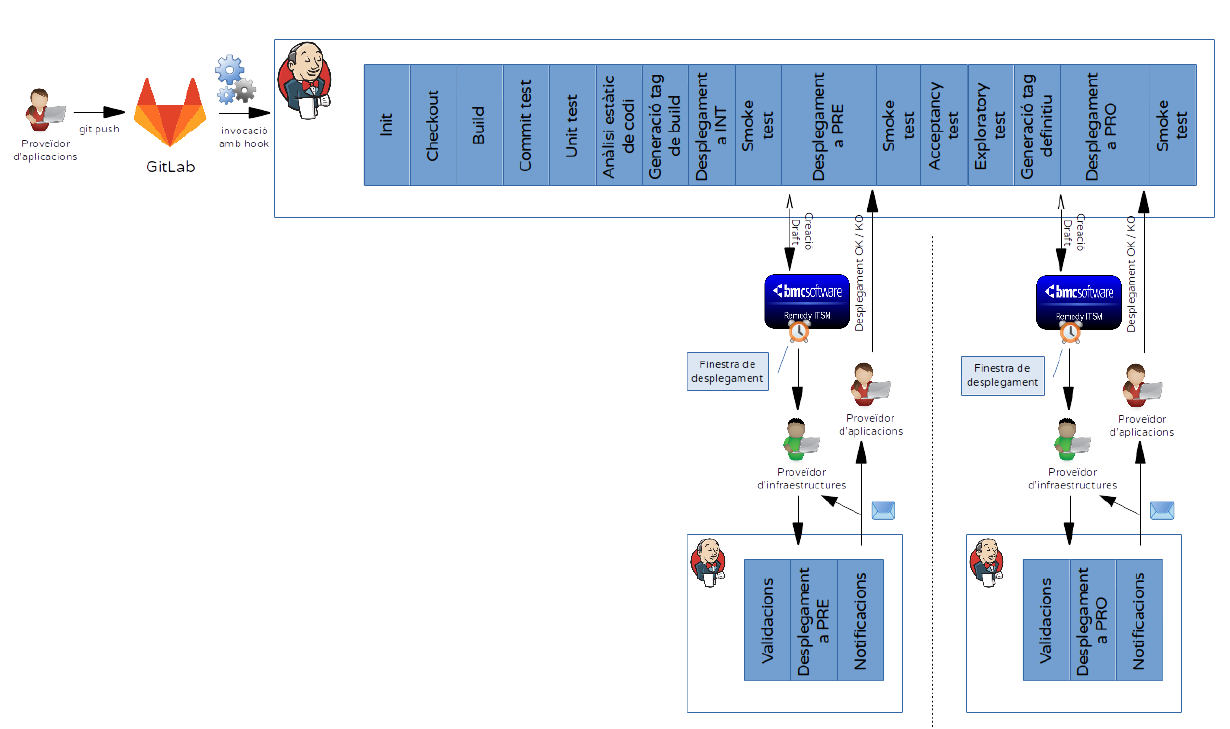 Proveïdor
d'aplicacions
git push
GitLab
invocació
amb hook
Init
Checkout
Build
Commit test
Unit test
Anàlisi estàtic
de codi
Generació tag
de build
Desplegament
a INT
Smoke
test
Desplegament
a PRE
Smoke
test
Acceptancy
test
Exploratory
test
Generació tag
definitiu
Desplegament
a PRO
Smoke
test
Creació
Draft
Desplegament OK / KO
bmcsoftware
Remedy ITSM
Finestra de
desplegament
Proveïdor
d'aplicacions
Proveïdor
d'infraestructures
Validacions
Desplegament
a PRE
Notificacions
Creació
Draft
Desplegament OK / KO
bmcsoftware
Remedy ITSM
Finestra de
desplegament
Proveïdor
d'aplicacions
Proveïdor
d'infraestructures
Validacions
Desplegament
a PRO
Notificacions